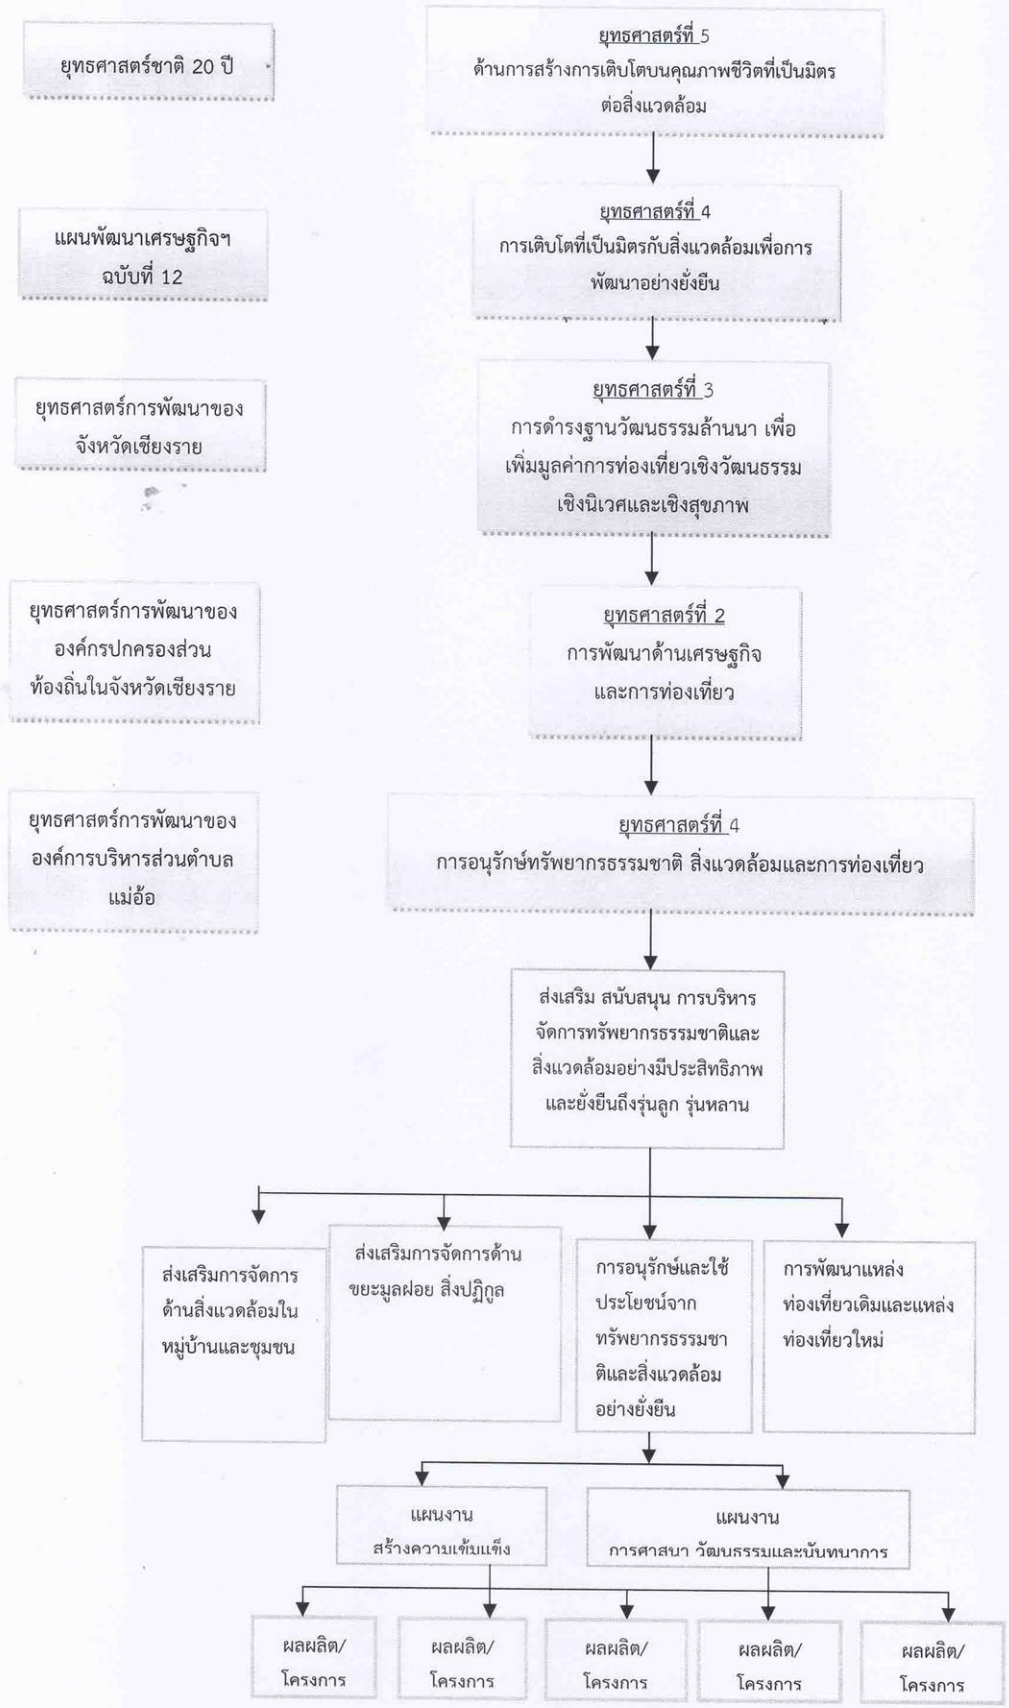 ยุทธศาสตร์ชาติ 20 ปี
ยุทธศาสตร์ที่ 5
ด้านการสร้างการเติบโตบนคุณภาพชีวิตที่เป็นมิตร
ต่อสิ่งแวดล้อม
แผนพัฒนาเศรษฐกิจฯ
ฉบับที่ 12
ยุทธศาสตร์ที่ 4
การเติบโตที่เป็นมิตรกับสิ่งแวดล้อมเพื่อการ
พัฒนาอย่างยั่งยืน
ยุทธศาสตร์การพัฒนาของ
จังหวัดเชียงราย
ยุทธศาสตร์ที่ 3
การดำรงฐานวัฒนธรรมล้านนา เพื่อ
เพิ่มมูลค่าการท่องเที่ยวเชิงวัฒนธรรม
เชิงนิเวศและเชิงสุขภาพ
ยุทธศาสตร์การพัฒนาของ
องค์กรปกครองส่วน
ท้องถิ่นในจังหวัดเชียงราย
ยุทธศาสตร์ที่ 2
การพัฒนาด้านเศรษฐกิจ
และการท่องเที่ยว
ยุทธศาสตร์การพัฒนาของ
องค์การบริหารส่วนตำบล
แม่อ้อ
ยุทธศาสตร์ที่ 4
การอนุรักษ์ทรัพยากรธรรมชาติ สิ่งแวดล้อมและการท่องเที่ยว
ส่งเสริม สนับสนุน การบริหาร
จัดการทรัพยากรธรรมชาติและ
สิ่งแวดล้อมอย่างมีประสิทธิภาพ
และยั่งยืนถึงรุ่นลูก รุ่นหลาน
ส่งเสริมการจัดการ
ด้านสิ่งแวดล้อมใน
หมู่บ้านและชุมชน
ส่งเสริมการจัดการด้าน
ขยะมูลฝอย สิ่งปฏิกูล
การอนุรักษ์และใช้
ประโยชน์จาก
ทรัพยากรธรรมชา
ติและสิ่งแวดล้อม
อย่างยั่งยืน
การพัฒนาแหล่ง
ท่องเที่ยวเดิมและแหล่ง
ท่องเที่ยวใหม่
แผนงาน
สร้างความเข้มแข็ง
แผนงาน
การศาสนา วัฒนธรรมและนันทนาการ
ผลผลิต/
โครงการ
ผลผลิต/
โครงการ
ผลผลิต/
โครงการ
ผลผลิต/
โครงการ
ผลผลิต/
โครงการ